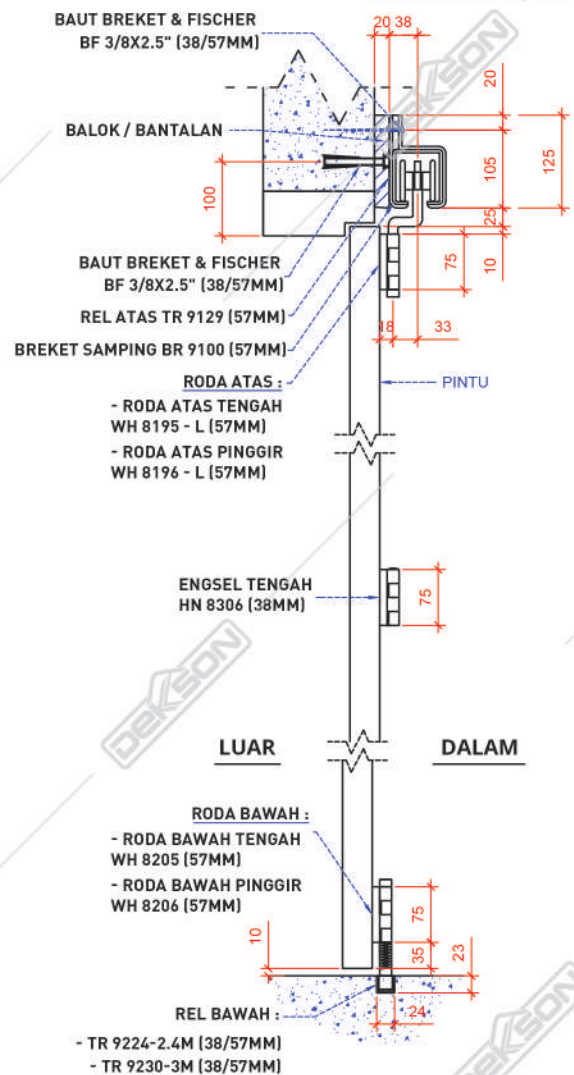 BAUT BREKET & FISCHER
BF 3/8X2.5" (38/57MM)
20 38
20
BALOK / BANTALAN
105
125
100
25
BAUT BREKET & FISCHER
BF 3/8X2.5" (38/57MM)
75
10
REL ATAS TR 9129 (57MM)
18 33
BREKET SAMPING BR 9100 (57MM)
RODA ATAS :
PINTU
- RODA ATAS TENGAH
WH 8195 - L (57MM)
- RODA ATAS PINGGIR
WH 8196 - L (57MM)
ENGSEL TENGAH
HN 8306 (38MM)
75
LUAR
DALAM
RODA BAWAH :
- RODA BAWAH TENGAH
WH 8205 (57MM)
- RODA BAWAH PINGGIR
WH 8206 (57MM)
75
10
35
23
REL BAWAH :
24
- TR 9224-2.4M (38/57MM)
- TR 9230-3M (38/57MM)
DEKSON
DEKSON
DEKSON